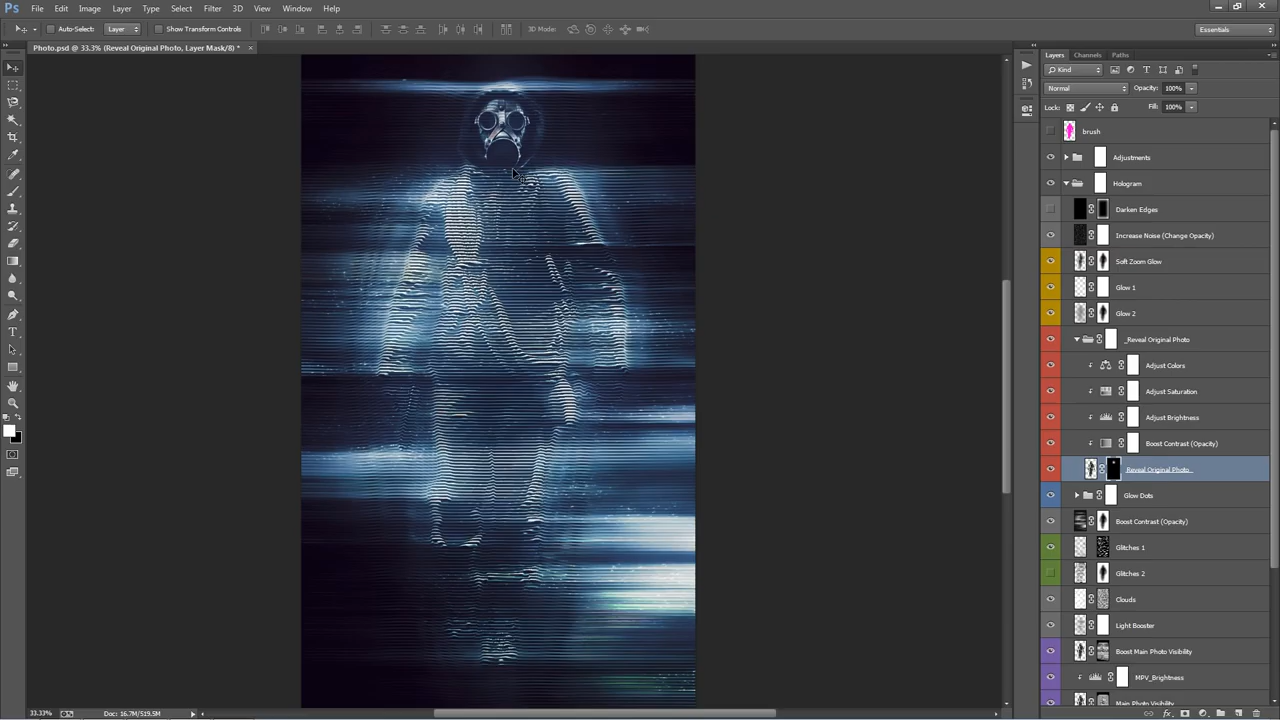 Ps File Edit Image Layer Type Select Filter 3D View Window Help
Auto-Select: Layer Show Transform Controls 3D Mode: Essentials
Photo.psd @ 33.3% (Reveal Original Photo, Layer Mask/8) * ×
Layers Channels Paths
Kind
Normal Opacity: 100%
Lock: Fill: 100%
brush
Adjustments
Hologram
Darken Edges
Increase Noise (Change Opacity)
Soft Zoom Glow
Glow 1
Glow 2
_Reveal Original Photo
Adjust Colors
Adjust Saturation
Adjust Brightness
Boost Contrast (Opacity)
Reveal Original Photo
Glow Dots
Boost Contrast (Opacity)
Glitches 1
Glitches 2
Clouds
Light Booster
Boost Main Photo Visibility
MPV_Brightness
Main Photo Visibility
33.33% Doc: 16.7M/519.5M